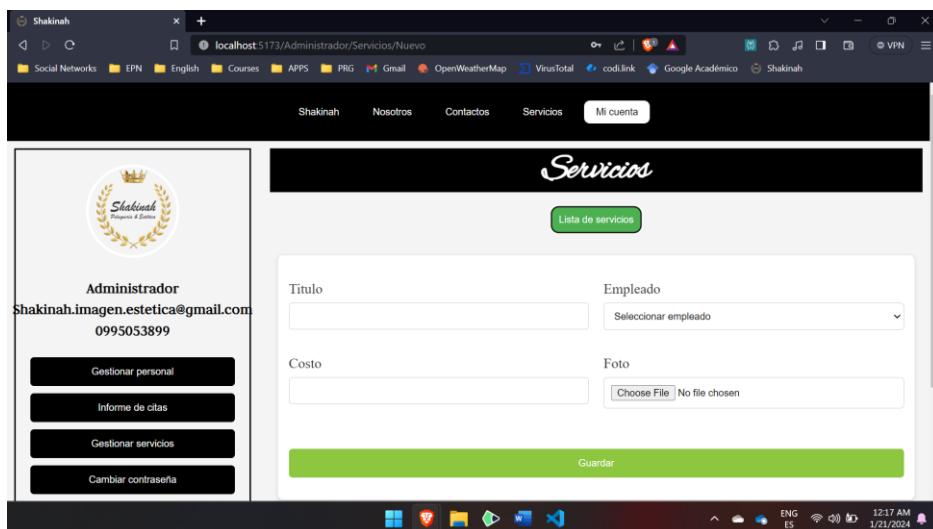 Shakinah
localhost:5173/Administrador/Servicios/Nuevo
VPN
Social Networks EPN English Courses APPS PRG Gmail OpenWeatherMap VirusTotal codi.link Google Académico Shakinah
Shakinah Nosotros Contactos Servicios Mi cuenta
Servicios
Shakinah
Peluquería & Estética
Lista de servicios
Administrador
Shakinah.imagen.estetica@gmail.com
0995053899
Titulo Empleado
Seleccionar empleado
Costo Foto
Choose File No file chosen
Gestionar personal
Informe de citas
Gestionar servicios
Cambiar contraseña
Guardar
ENG
ES
12:17 AM
1/21/2024